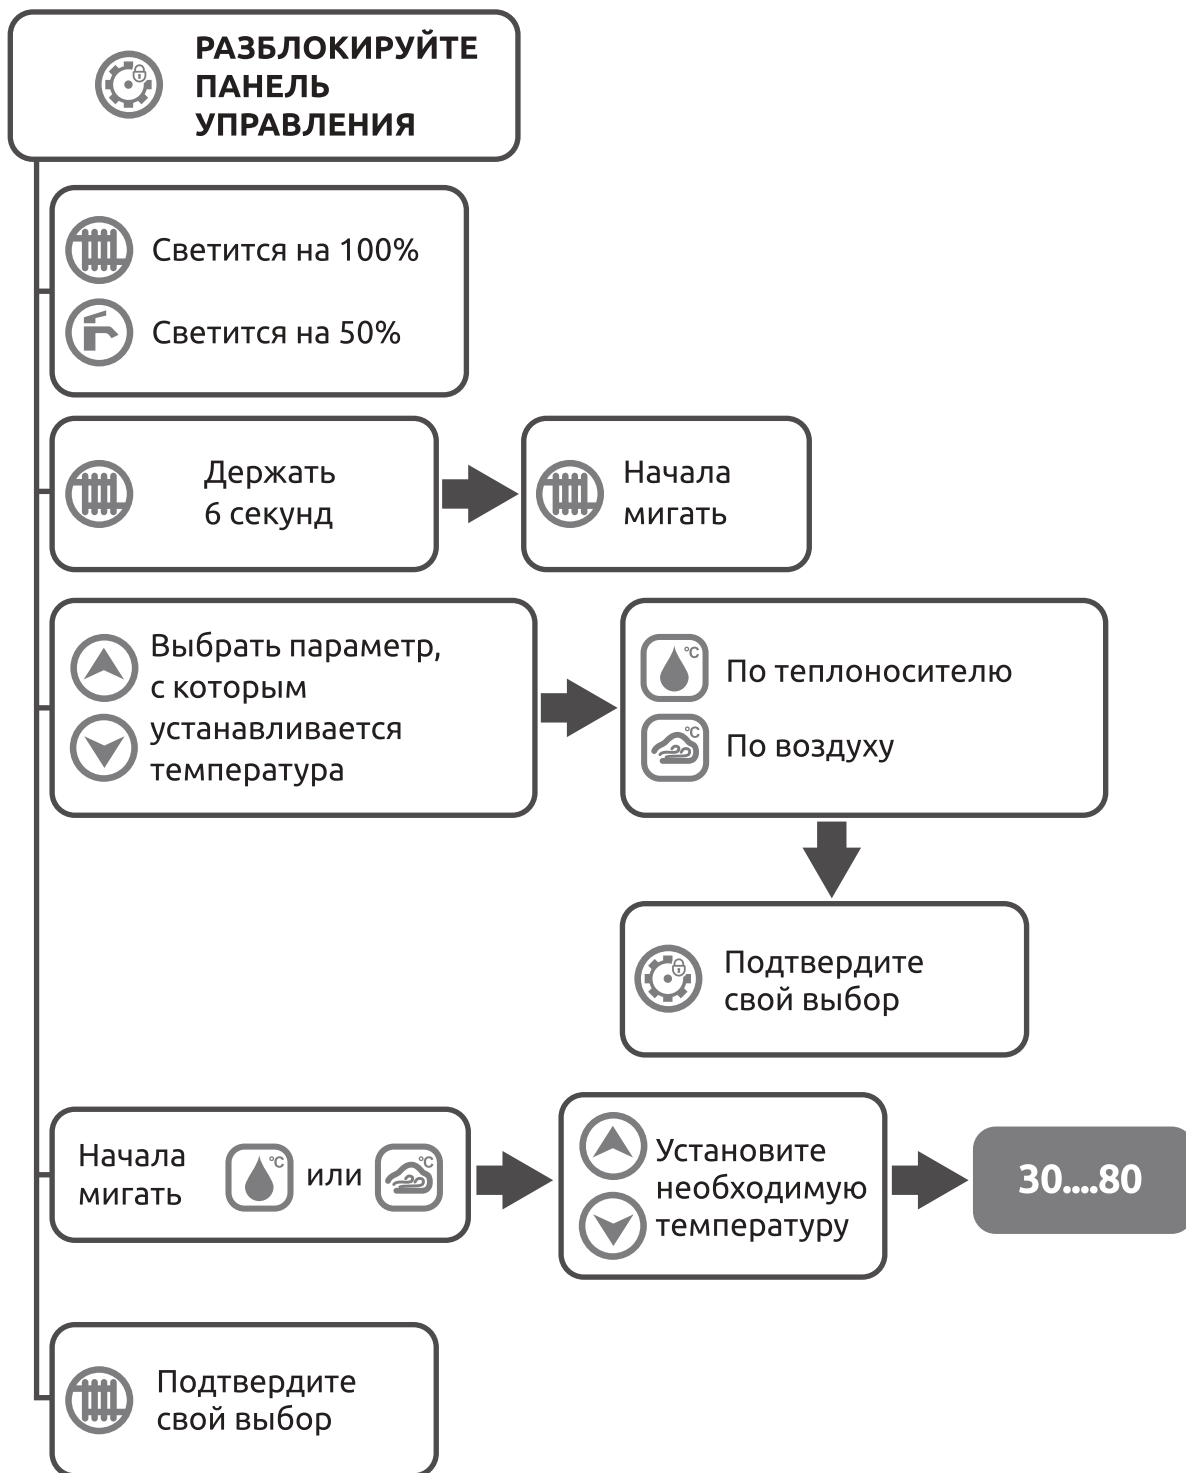 РАЗБЛОКИРУЙТЕ
ПАНЕЛЬ
УПРАВЛЕНИЯ
Светится на 100%
Светится на 50%
Держать
6 секунд
Начала
мигать
Выбрать параметр,
с которым
устанавливается
температура
°C
По теплоносителю
°C
По воздуху
Подтвердите
свой выбор
Начала
мигать
°C
или
°C
Установите
необходимую
температуру
30....80
Подтвердите
свой выбор